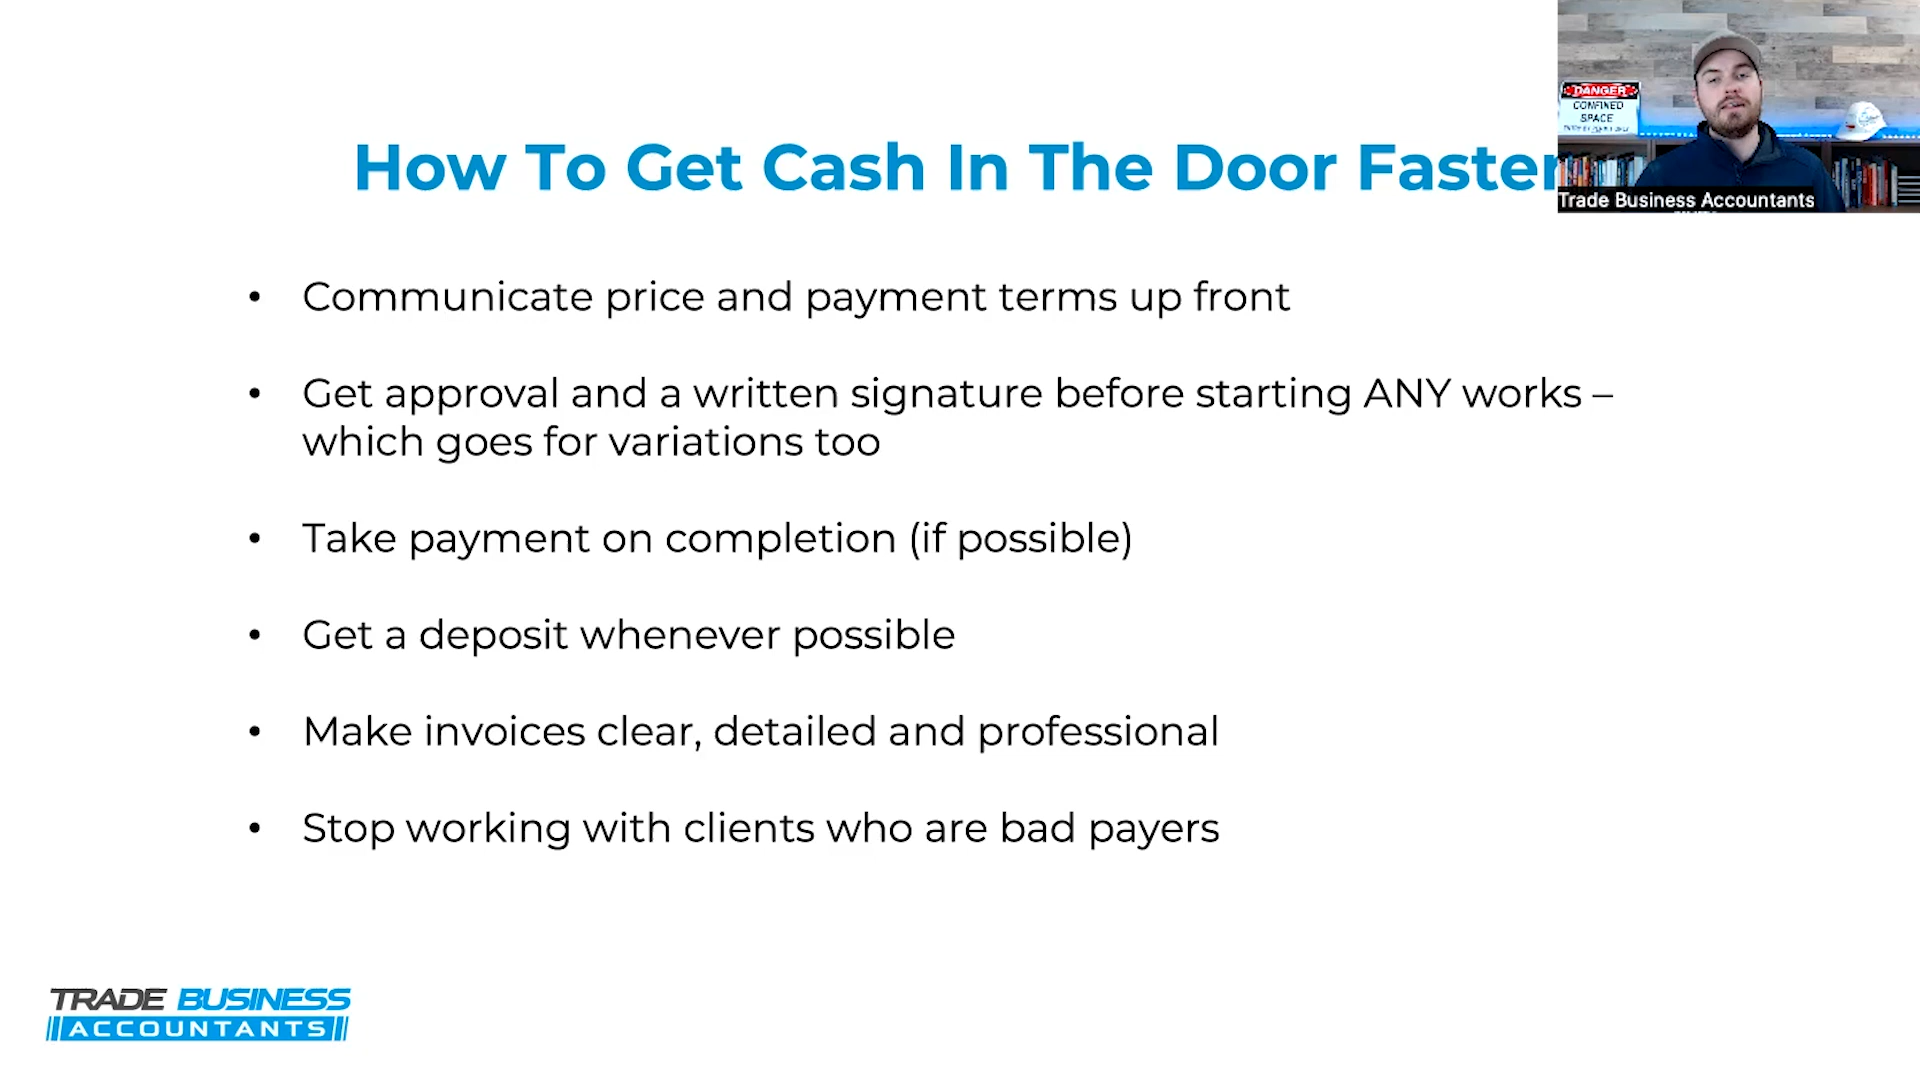 How To Get Cash In The Door Faster
DANGER
CONFINED
SPACE
Trade Business Accountants
• Communicate price and payment terms up front
• Get approval and a written signature before starting ANY works –
which goes for variations too
• Take payment on completion (if possible)
• Get a deposit whenever possible
• Make invoices clear, detailed and professional
• Stop working with clients who are bad payers
TRADE BUSINESS
ACCOUNTANTS